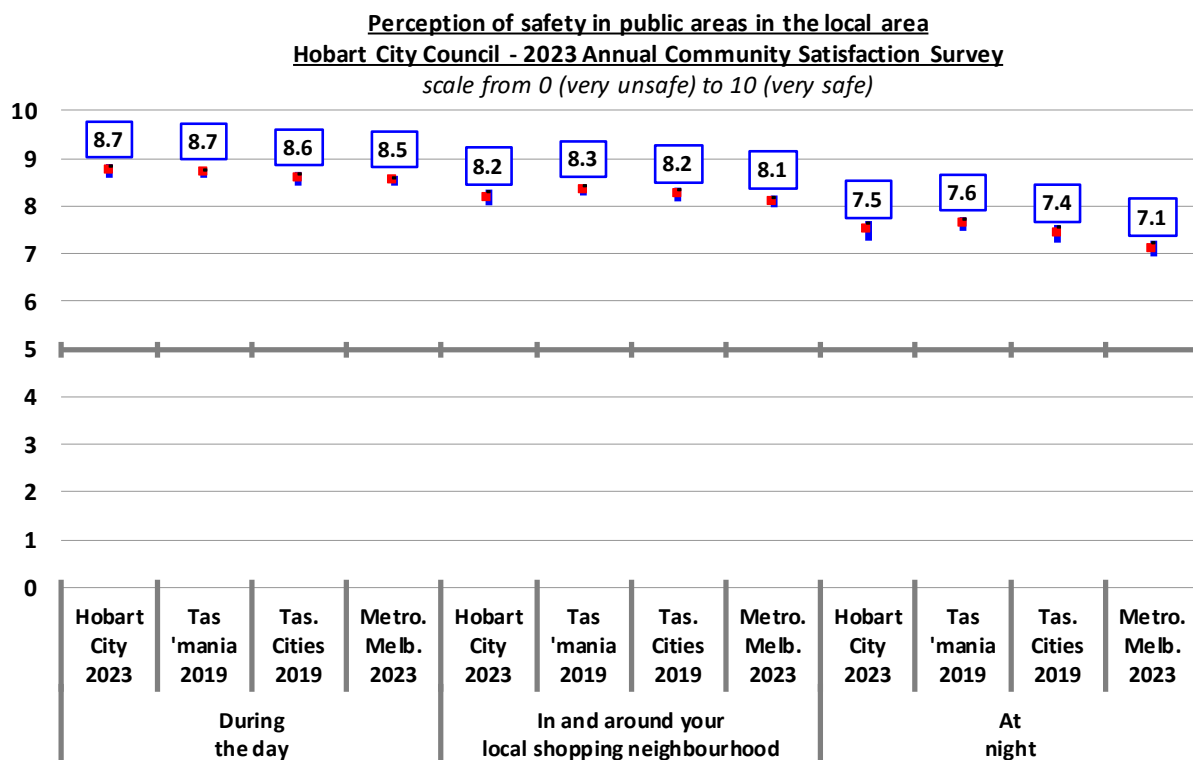 Perception of safety in public areas in the local area
Hobart City Council - 2023 Annual Community Satisfaction Survey
scale from 0 (very unsafe) to 10 (very safe)
10
9
8
7
6
5
4
3
2
1
0
8.7
8.7
8.6
8.5
8.2
8.3
8.2
8.1
7.5
7.6
7.4
7.1
Hobart
City
2023
Tas
'mania
2019
Tas.
Cities
2019
Metro.
Melb.
2023
Hobart
City
2023
Tas
'mania
2019
Tas.
Cities
2019
Metro.
Melb.
2023
Hobart
City
2023
Tas
'mania
2019
Tas.
Cities
2019
Metro.
Melb.
2023
During
the day
In and around your
local shopping neighbourhood
At
night